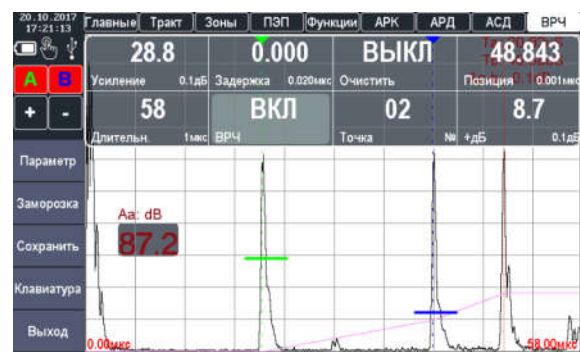 20.10.2017
17:21:13
Главные Тракт Зоны ПЭП Функции АРК АРД АСД ВРЧ
28.8 0.000 ВЫКЛ 48.843
Усиление 0.1дБ Задержка 0.020мкс Очистить Позиция 0.001мкс
A B
+ -
58 ВКЛ 02 8.7
Длительн. 1мкс ВРЧ Точка № +дБ 0.1дБ
Параметр
Заморозка
Сохранить
Клавиатура
Выход
Aa: dB
87.2
0.00мкс 58.00мкс